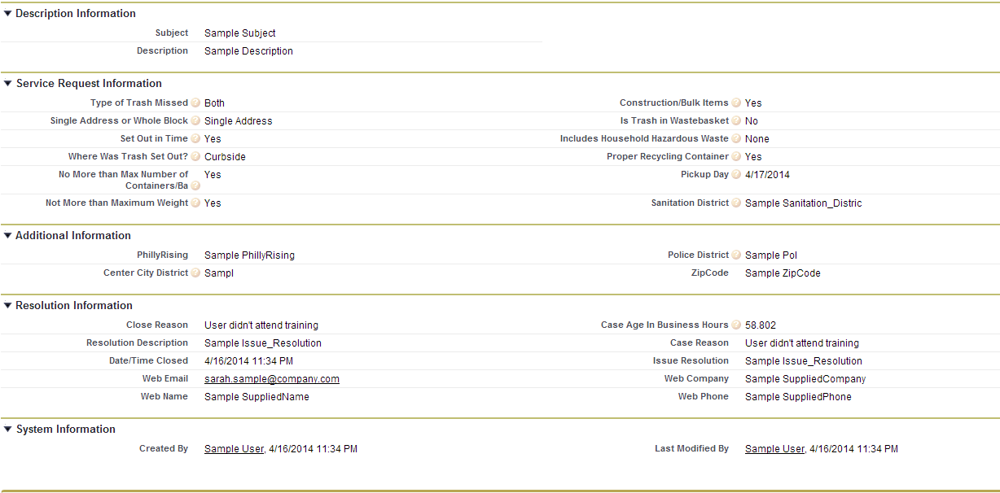 Description Information
Subject Sample Subject
Description Sample Description
Service Request Information
Type of Trash Missed ? Both Construction/Bulk Items ? Yes
Single Address or Whole Block ? Single Address Is Trash in Wastebasket ? No
Set Out in Time ? Yes Includes Household Hazardous Waste ? None
Where Was Trash Set Out? ? Curbside Proper Recycling Container ? Yes
No More than Max Number of Yes Pickup Day ? 4/17/2014
Containers/Ba ?
Not More than Maximum Weight ? Yes Sanitation District ? Sample Sanitation_Distric
Additional Information
PhillyRising Sample PhillyRising Police District ? Sample Pol
Center City District ? Sampl ZipCode Sample ZipCode
Resolution Information
Close Reason User didn't attend training Case Age In Business Hours ? 58.802
Resolution Description Sample Issue_Resolution Case Reason User didn't attend training
Date/Time Closed 4/16/2014 11:34 PM Issue Resolution Sample Issue_Resolution
Web Email sarah.sample@company.com Web Company Sample SuppliedCompany
Web Name Sample SuppliedName Web Phone Sample SuppliedPhone
System Information
Created By Sample User, 4/16/2014 11:34 PM Last Modified By Sample User, 4/16/2014 11:34 PM